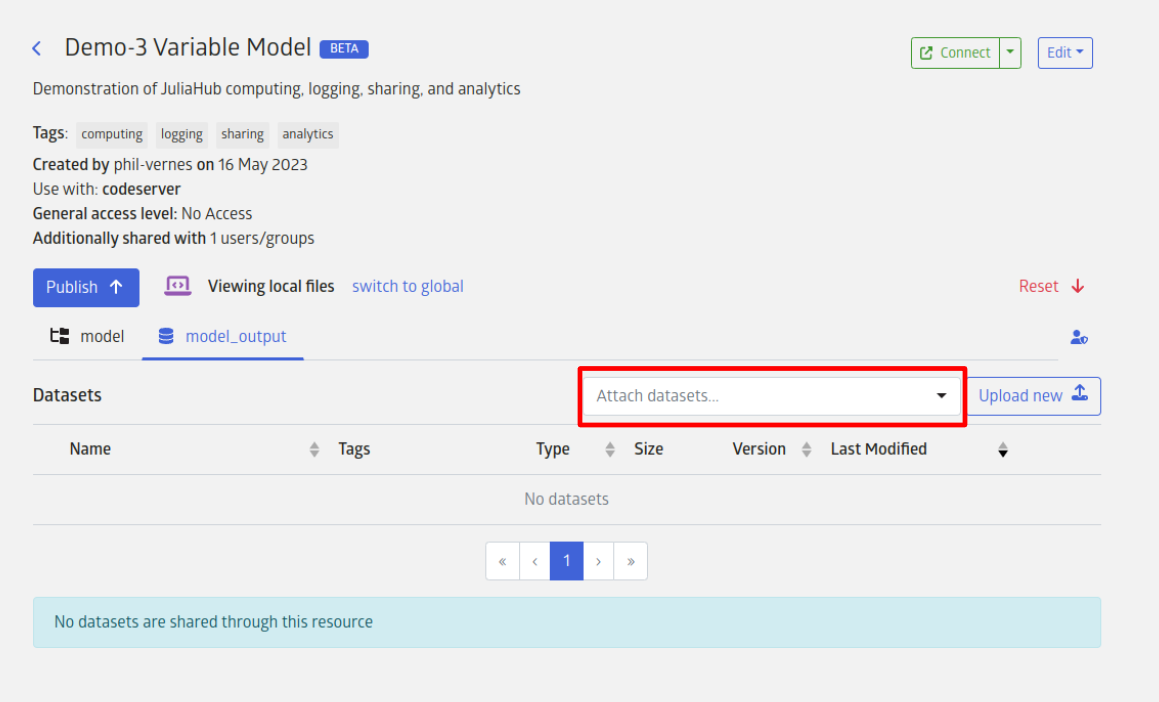 Demo-3 Variable Model BETA
Connect
Edit
Demonstration of JuliaHub computing, logging, sharing, and analytics
Tags: computing logging sharing analytics
Created by phil-vernes on 16 May 2023
Use with: codeserver
General access level: No Access
Additionally shared with 1 users/groups
Publish
Viewing local files switch to global
Reset
model model_output
Datasets
Attach datasets...
Upload new
Name Tags Type Size Version Last Modified
No datasets
« ‹ 1 › »
No datasets are shared through this resource